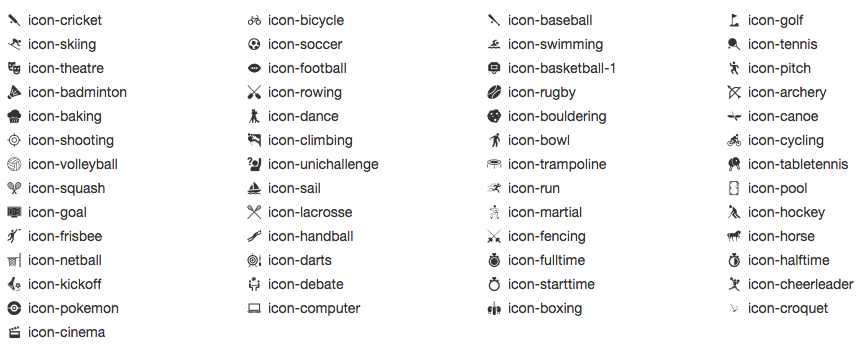 icon-cricket icon-bicycle icon-baseball icon-golf
icon-skiing icon-soccer icon-swimming icon-tennis
icon-theatre icon-football icon-basketball-1 icon-pitch
icon-badminton icon-rowing icon-rugby icon-archery
icon-baking icon-dance icon-bouldering icon-canoe
icon-shooting icon-climbing icon-bowl icon-cycling
icon-volleyball icon-unichallenge icon-trampoline icon-tabletennis
icon-squash icon-sail icon-run icon-pool
icon-goal icon-lacrosse icon-martial icon-hockey
icon-frisbee icon-handball icon-fencing icon-horse
icon-netball icon-darts icon-fulltime icon-halftime
icon-kickoff icon-debate icon-starttime icon-cheerleader
icon-pokemon icon-computer icon-boxing icon-croquet
icon-cinema